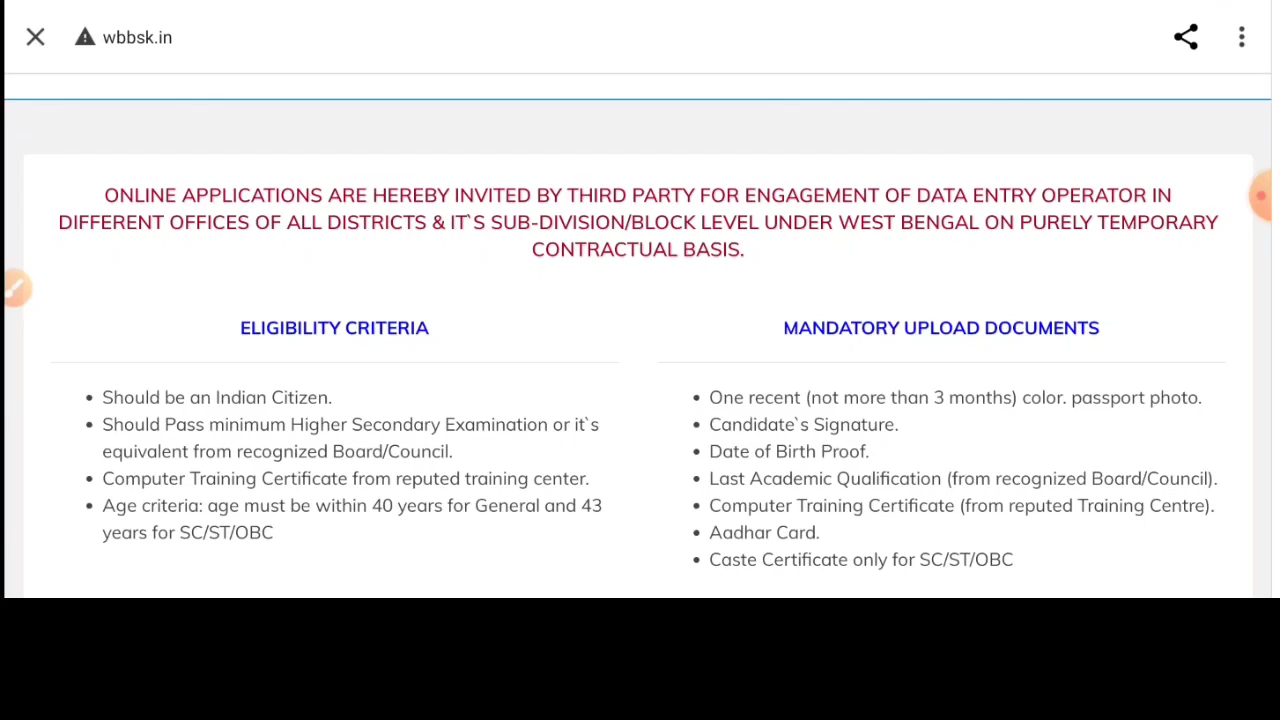 wbbsk.in
ONLINE APPLICATIONS ARE HEREBY INVITED BY THIRD PARTY FOR ENGAGEMENT OF DATA ENTRY OPERATOR IN
DIFFERENT OFFICES OF ALL DISTRICTS & IT`S SUB-DIVISION/BLOCK LEVEL UNDER WEST BENGAL ON PURELY TEMPORARY
CONTRACTUAL BASIS.
ELIGIBILITY CRITERIA
• Should be an Indian Citizen.
• Should Pass minimum Higher Secondary Examination or it`s
equivalent from recognized Board/Council.
• Computer Training Certificate from reputed training center.
• Age criteria: age must be within 40 years for General and 43
years for SC/ST/OBC
MANDATORY UPLOAD DOCUMENTS
• One recent (not more than 3 months) color. passport photo.
• Candidate`s Signature.
• Date of Birth Proof.
• Last Academic Qualification (from recognized Board/Council).
• Computer Training Certificate (from reputed Training Centre).
• Aadhar Card.
• Caste Certificate only for SC/ST/OBC